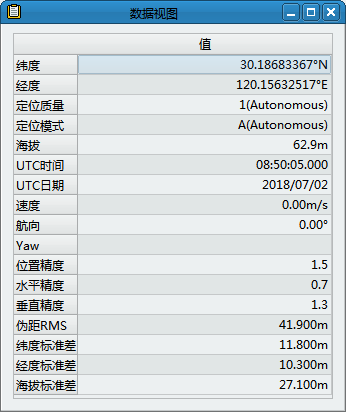 数据视图
值
纬度 30.18683367°N
经度 120.15632517°E
定位质量 1(Autonomous)
定位模式 A(Autonomous)
海拔 62.9m
UTC时间 08:50:05.000
UTC日期 2018/07/02
速度 0.00m/s
航向 0.00°
Yaw
位置精度 1.5
水平精度 0.7
垂直精度 1.3
伪距RMS 41.900m
纬度标准差 11.800m
经度标准差 10.300m
海拔标准差 27.100m